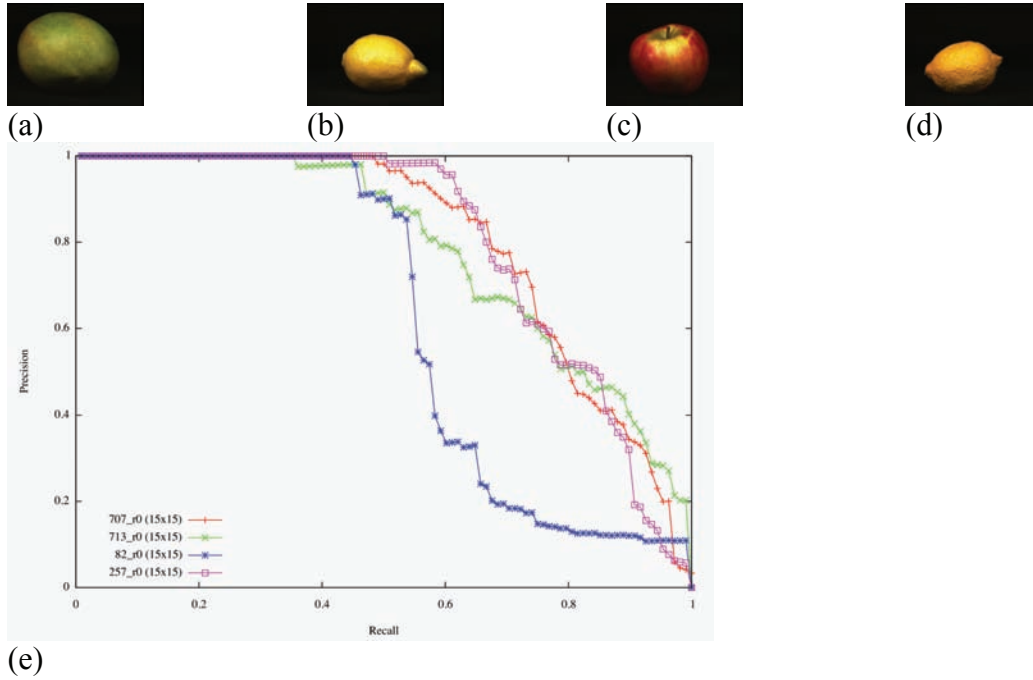 (a) (b) (c) (d)
1
0.8
0.6
0.4
0.2
0
Precision
707_r0 (15x15)
713_r0 (15x15)
82_r0 (15x15)
257_r0 (15x15)
0 0.2 0.4 0.6 0.8 1
Recall
(e)